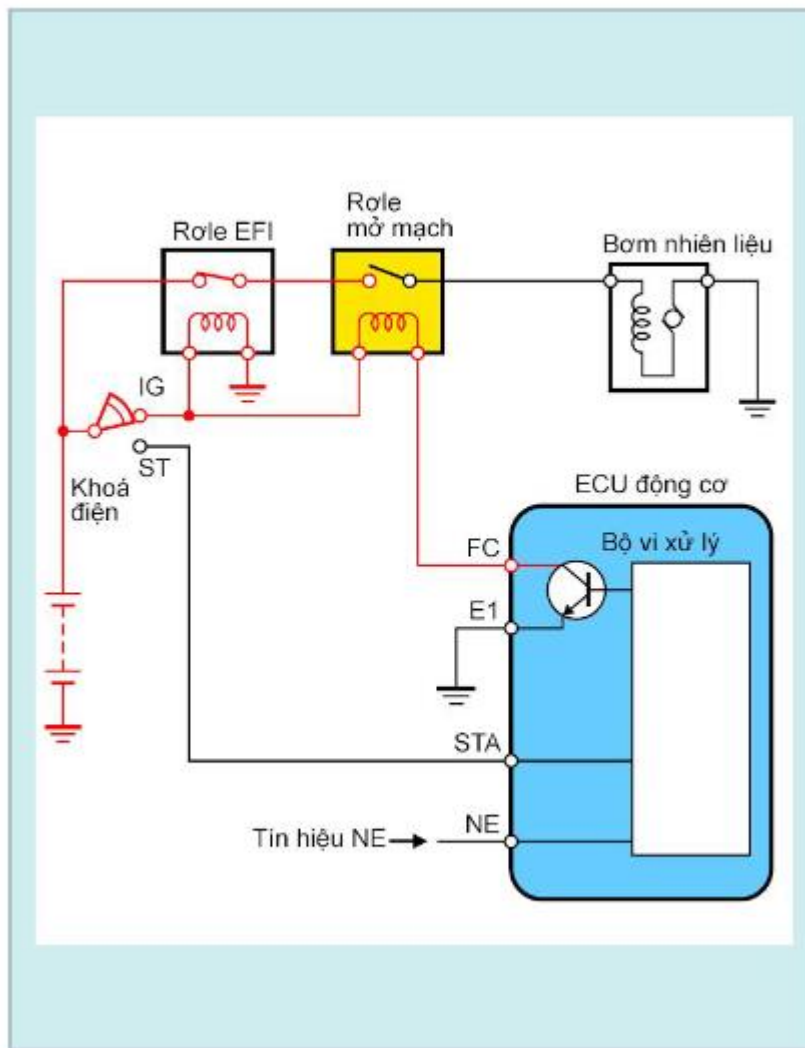 Rơle EFI
Rơle
mở mạch
Bơm nhiên liệu
IG
ST
Khoá
điện
ECU động cơ
Bộ vi xử lý
FC
E1
STA
NE
Tín hiệu NE